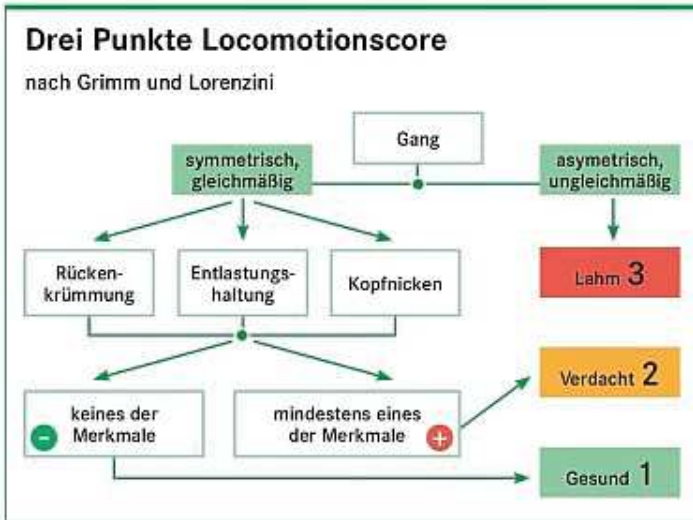 Drei Punkte Locomotionscore
nach Grimm und Lorenzini
Gang
symmetrisch,
gleichmäßig
asymetrisch,
ungleichmäßig
Rücken-
krümmung
Entlastungs-
haltung
Kopfnicken
Lahm 3
Verdacht 2
keines der
Merkmale
–
mindestens eines
der Merkmale
+
Gesund 1